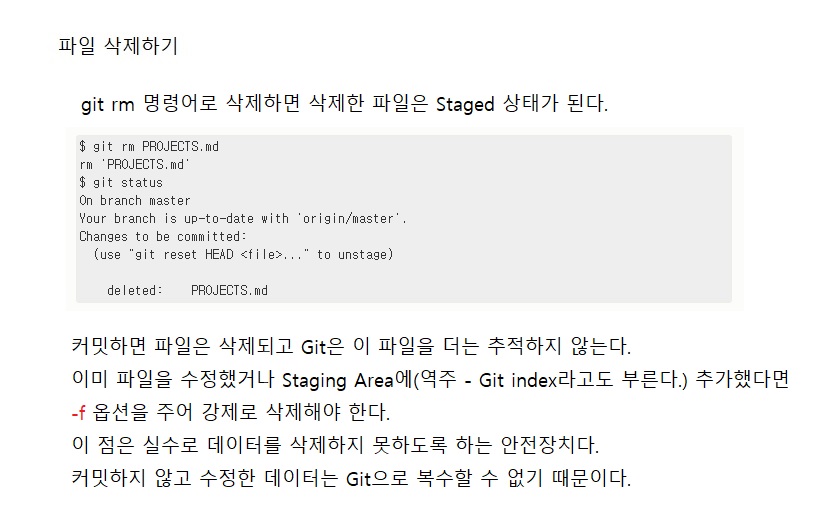 파일 삭제하기
git rm 명령어로 삭제하면 삭제한 파일은 Staged 상태가 된다.
$ git rm PROJECTS.md
rm 'PROJECTS.md'
$ git status
On branch master
Your branch is up-to-date with 'origin/master'.
Changes to be committed:
(use "git reset HEAD <file>..." to unstage)
deleted: PROJECTS.md
커밋하면 파일은 삭제되고 Git은 이 파일을 더는 추적하지 않는다.
이미 파일을 수정했거나 Staging Area에(역주 - Git index라고도 부른다.) 추가했다면
-f 옵션을 주어 강제로 삭제해야 한다.
이 점은 실수로 데이터를 삭제하지 못하도록 하는 안전장치다.
커밋하지 않고 수정한 데이터는 Git으로 복수할 수 없기 때문이다.